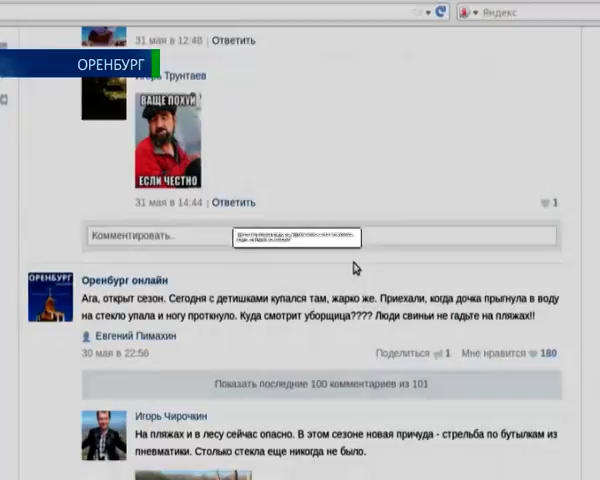 Яндекс
31 мая в 12:48 | Ответить
ОРЕНБУРГ
Игорь Трунтаев
ВАЩЕ ПОХУЙ
ЕСЛИ ЧЕСТНО
31 мая в 14:44 | Ответить
1
Комментировать..
ОРЕНБУРГ
Оренбург онлайн
Ага, открыт сезон. Сегодня с детишками купался там, жарко же. Приехали, когда дочка прыгнула в воду
на стекло упала и ногу проткнуло. Куда смотрит уборщица???? Люди свиньи не гадьте на пляжах!!
Евгений Пимахин
30 мая в 22:56
Поделиться 1 Мне нравится 180
Показать последние 100 комментариев из 101
Игорь Чирочкин
На пляжах и в лесу сейчас опасно. В этом сезоне новая причуда - стрельба по бутылкам из
пневматики. Столько стекла еще никогда не было.